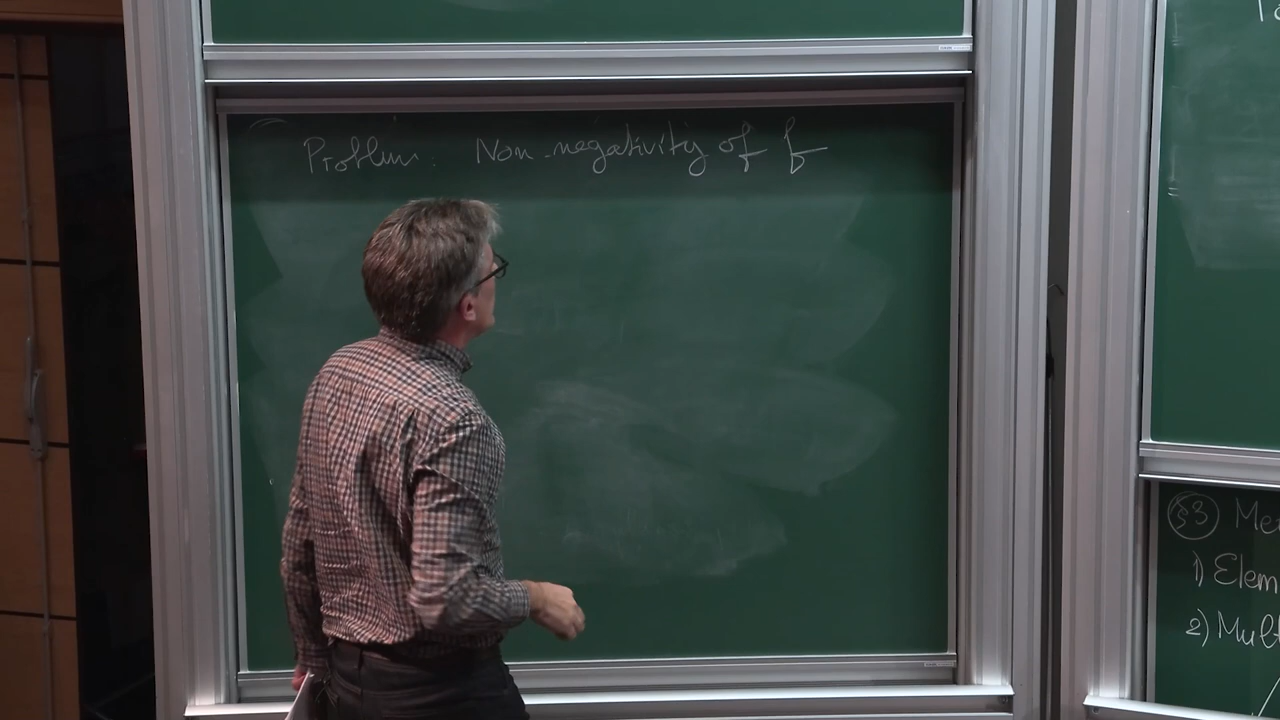 Problem: Non-negativity of f
§3 Me
1) Elem
2) Mul